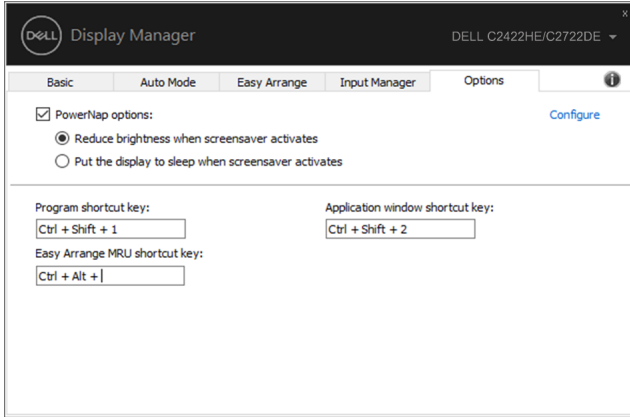 x
DELL Display Manager DELL C2422HE/C2722DE
Basic Auto Mode Easy Arrange Input Manager Options i
PowerNap options: Configure
Reduce brightness when screensaver activates
Put the display to sleep when screensaver activates
Program shortcut key: Application window shortcut key:
Ctrl + Shift + 1 Ctrl + Shift + 2
Easy Arrange MRU shortcut key:
Ctrl + Alt +